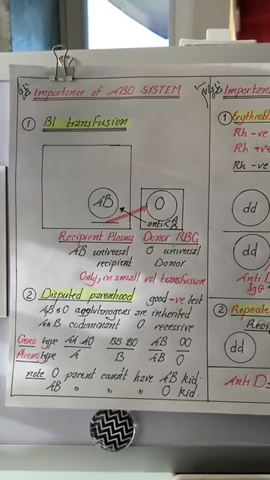 Importance of ABO SYSTEM
① Bl transfusion
AB
O
anti < A B
Recipient Plasma Donor RBC
AB universal O universal
recipient Donor
Only, in small vol transfusion
② Disputed parenthood good -ve test
A, B & O agglutinogens are inherited
A & B codominant O recessive
Geno type AA AO BB BO AB OO
Pheno type A B AB O
note O parent cann't have AB kid.
AB " " " O kid
Importan
① Erythrobl
Rh -ve
Rh +ve
Rh -ve
dd
dd
Anti D
IgG
② Repeate
Reci
dd
Anti D